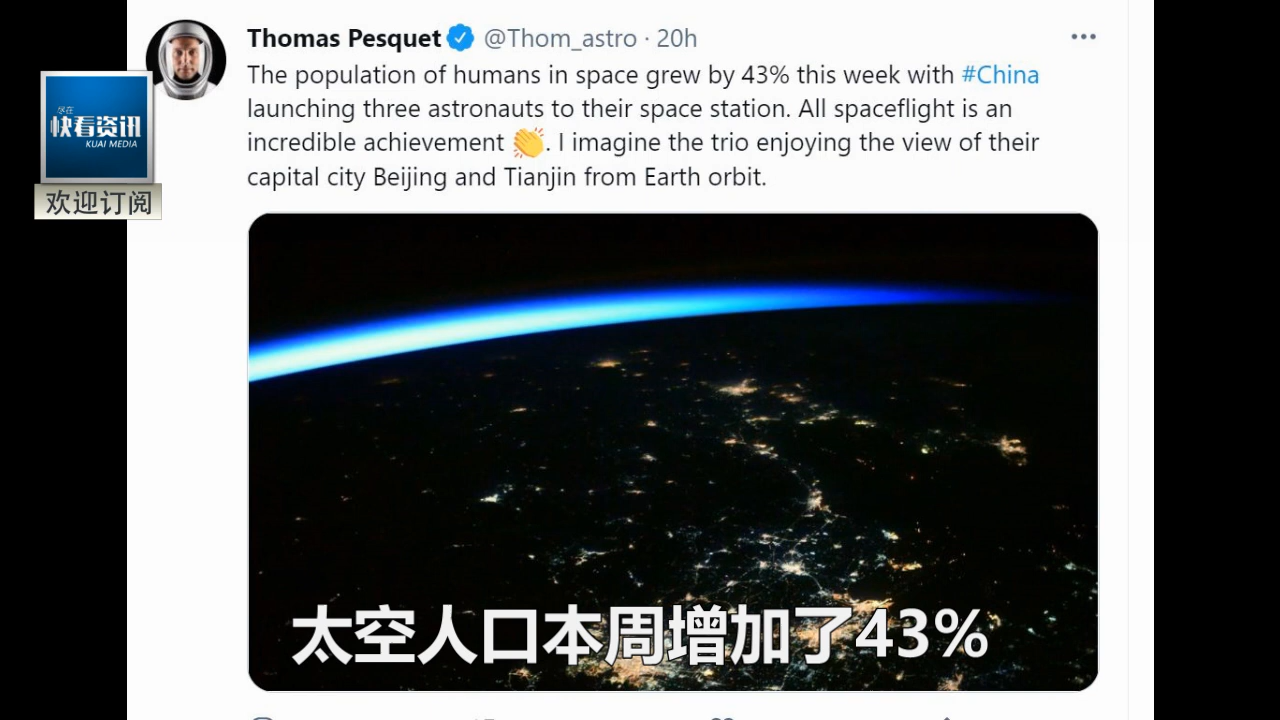 Thomas Pesquet @Thom_astro · 20h
The population of humans in space grew by 43% this week with #China
launching three astronauts to their space station. All spaceflight is an
incredible achievement 👏. I imagine the trio enjoying the view of their
capital city Beijing and Tianjin from Earth orbit.
尽在
快看资讯
KUAI MEDIA
欢迎订阅
太空人口本周增加了43%